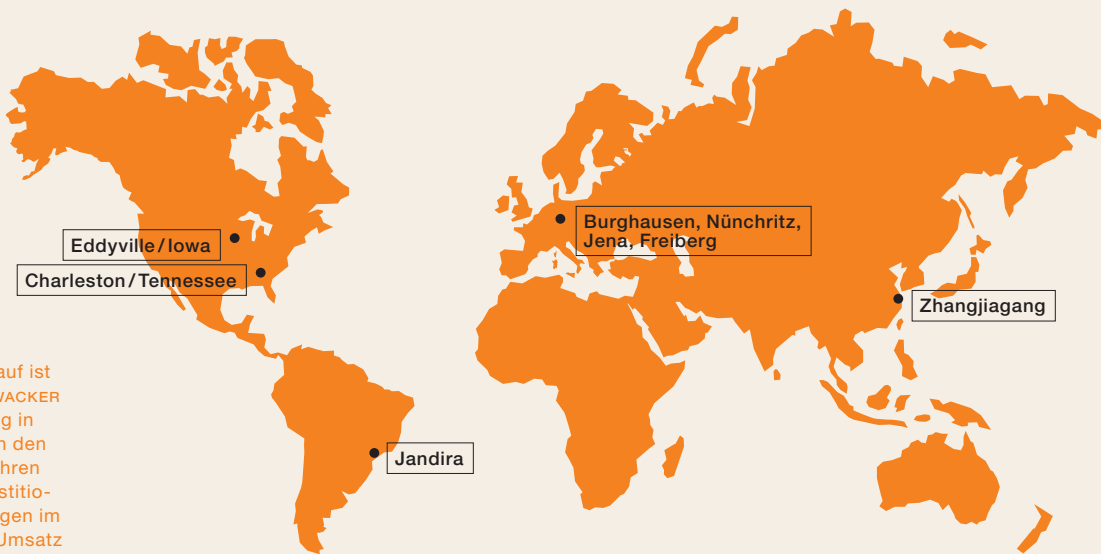 Eddyville / Iowa
Charleston / Tennessee
Burghausen, Nünchritz,
Jena, Freiberg
Zhangjiagang
Jandira
auf ist
WACKER
g in
n den
hren
stitio-
gen im
Umsatz